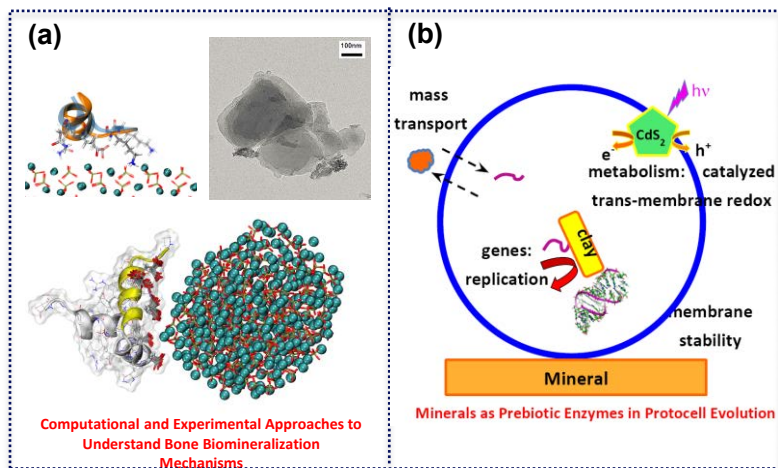 (a)
100nm
Computational and Experimental Approaches to
Understand Bone Biomineralization
Mechanisms
(b)
mass
transport
hν
CdS2
e-
h+
metabolism: catalyzed
trans-membrane redox
clay
genes:
replication
membrane
stability
Mineral
Minerals as Prebiotic Enzymes in Protocell Evolution